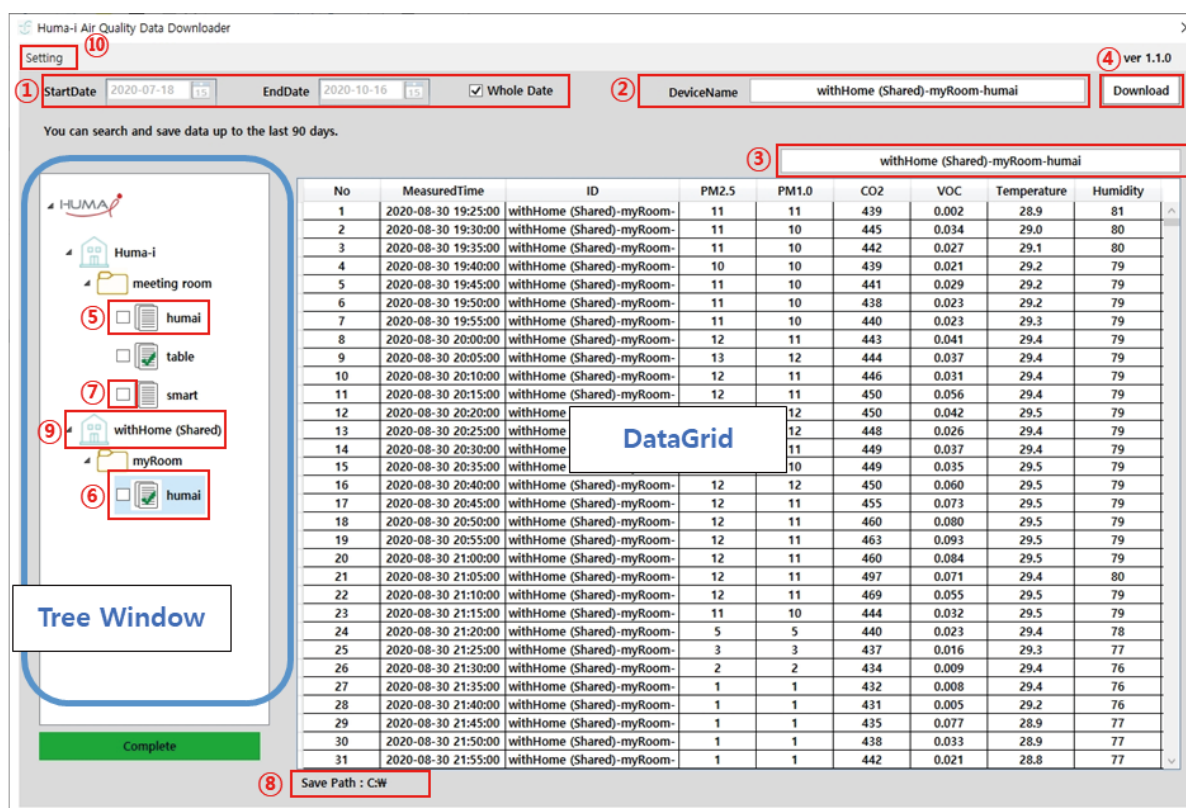 Huma-i Air Quality Data Downloader
Setting ⑩ ④ ver 1.1.0
① StartDate 2020-07-18 15 EndDate 2020-10-16 15 Whole Date ② DeviceName withHome (Shared)-myRoom-humai Download
You can search and save data up to the last 90 days.
③ withHome (Shared)-myRoom-humai
HUMA
Huma-i
meeting room
⑤ humai
table
⑦ smart
⑨ withHome (Shared)
myRoom
⑥ humai
Tree Window
Complete
No MeasuredTime ID PM2.5 PM1.0 CO2 VOC Temperature Humidity
1 2020-08-30 19:25:00 withHome (Shared)-myRoom- 11 11 439 0.002 28.9 81
2 2020-08-30 19:30:00 withHome (Shared)-myRoom- 11 10 445 0.034 29.0 80
3 2020-08-30 19:35:00 withHome (Shared)-myRoom- 11 10 442 0.027 29.1 80
4 2020-08-30 19:40:00 withHome (Shared)-myRoom- 10 10 439 0.021 29.2 79
5 2020-08-30 19:45:00 withHome (Shared)-myRoom- 11 10 441 0.029 29.2 79
6 2020-08-30 19:50:00 withHome (Shared)-myRoom- 11 10 438 0.023 29.2 79
7 2020-08-30 19:55:00 withHome (Shared)-myRoom- 11 10 440 0.023 29.3 79
8 2020-08-30 20:00:00 withHome (Shared)-myRoom- 12 11 443 0.041 29.4 79
9 2020-08-30 20:05:00 withHome (Shared)-myRoom- 13 12 444 0.037 29.4 79
10 2020-08-30 20:10:00 withHome (Shared)-myRoom- 12 11 446 0.031 29.4 79
11 2020-08-30 20:15:00 withHome (Shared)-myRoom- 12 11 450 0.056 29.4 79
12 2020-08-30 20:20:00 withHome 12 450 0.042 29.5 79
13 2020-08-30 20:25:00 withHome 12 448 0.026 29.4 79
14 2020-08-30 20:30:00 withHome 11 449 0.037 29.4 79
15 2020-08-30 20:35:00 withHome 10 449 0.035 29.5 79
DataGrid
16 2020-08-30 20:40:00 withHome (Shared)-myRoom- 12 12 450 0.060 29.5 79
17 2020-08-30 20:45:00 withHome (Shared)-myRoom- 12 11 455 0.073 29.5 79
18 2020-08-30 20:50:00 withHome (Shared)-myRoom- 12 11 460 0.080 29.5 79
19 2020-08-30 20:55:00 withHome (Shared)-myRoom- 12 11 463 0.093 29.5 79
20 2020-08-30 21:00:00 withHome (Shared)-myRoom- 12 11 460 0.084 29.5 79
21 2020-08-30 21:05:00 withHome (Shared)-myRoom- 12 11 497 0.071 29.4 80
22 2020-08-30 21:10:00 withHome (Shared)-myRoom- 12 11 469 0.055 29.5 79
23 2020-08-30 21:15:00 withHome (Shared)-myRoom- 11 10 444 0.032 29.5 79
24 2020-08-30 21:20:00 withHome (Shared)-myRoom- 5 5 440 0.023 29.4 78
25 2020-08-30 21:25:00 withHome (Shared)-myRoom- 3 3 437 0.016 29.3 77
26 2020-08-30 21:30:00 withHome (Shared)-myRoom- 2 2 434 0.009 29.4 76
27 2020-08-30 21:35:00 withHome (Shared)-myRoom- 1 1 432 0.008 29.4 76
28 2020-08-30 21:40:00 withHome (Shared)-myRoom- 1 1 431 0.005 29.2 76
29 2020-08-30 21:45:00 withHome (Shared)-myRoom- 1 1 435 0.077 28.9 77
30 2020-08-30 21:50:00 withHome (Shared)-myRoom- 1 1 438 0.033 28.9 77
31 2020-08-30 21:55:00 withHome (Shared)-myRoom- 1 1 442 0.021 28.8 77
⑧ Save Path : C:₩